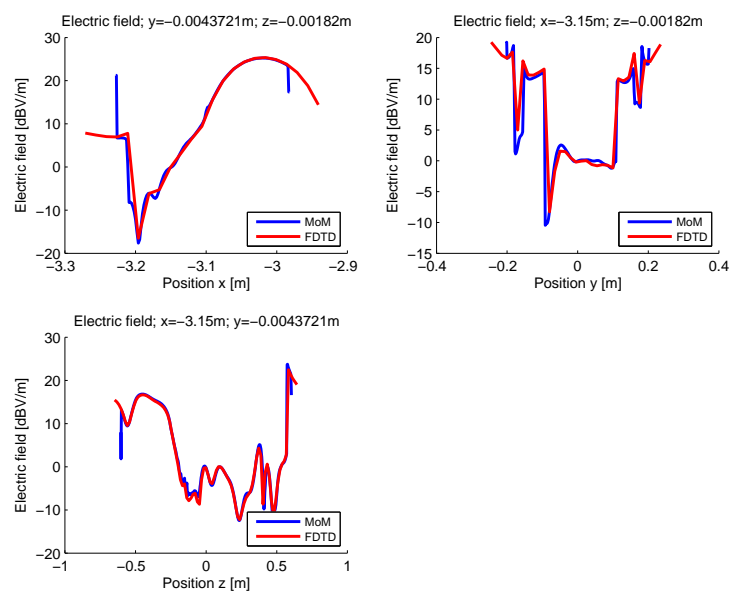 Electric field; y=−0.0043721m; z=−0.00182m
30
20
10
0
−10
−20
Electric field [dBV/m]
−3.3 −3.2 −3.1 −3 −2.9
Position x [m]
MoM
FDTD
Electric field; x=−3.15m; z=−0.00182m
20
15
10
5
0
−5
−10
−15
Electric field [dBV/m]
−0.4 −0.2 0 0.2 0.4
Position y [m]
MoM
FDTD
Electric field; x=−3.15m; y=−0.0043721m
30
20
10
0
−10
−20
Electric field [dBV/m]
−1 −0.5 0 0.5 1
Position z [m]
MoM
FDTD